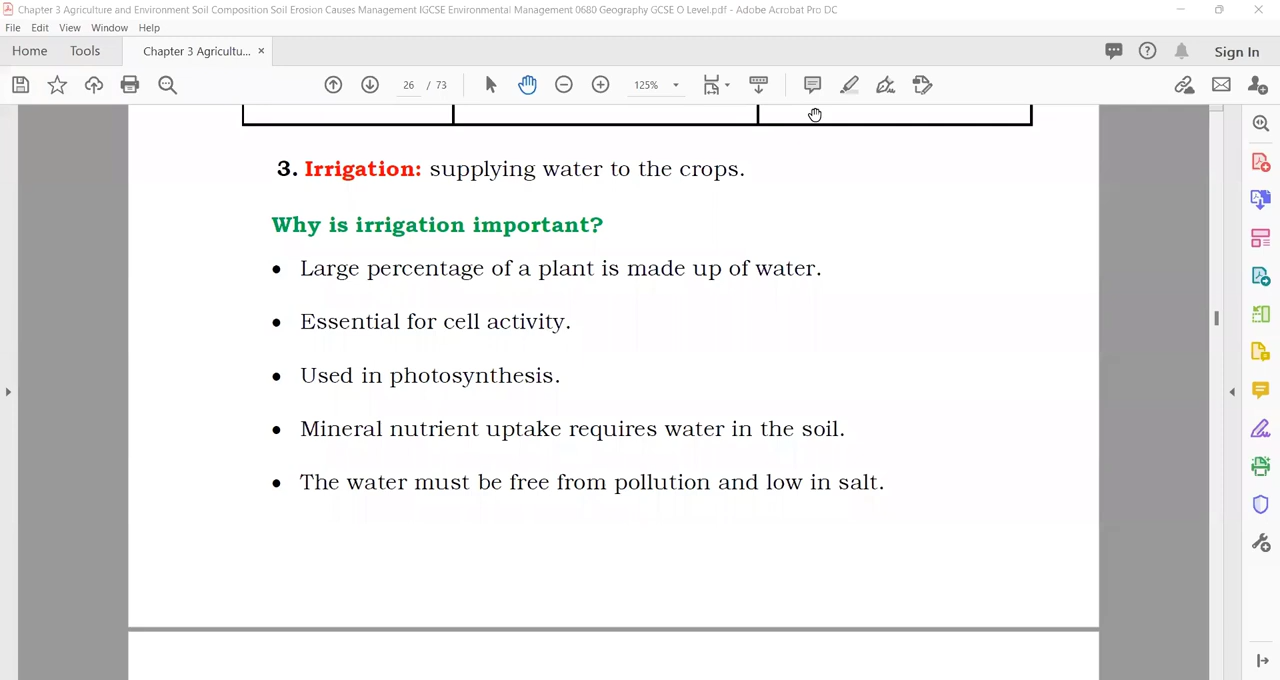 Chapter 3 Agriculture and Environment Soil Composition Soil Erosion Causes Management IGCSE Environmental Management 0680 Geography GCSE O Level.pdf - Adobe Acrobat Pro DC
File Edit View Window Help
Home Tools Chapter 3 Agricultu... × Sign In
26 / 73 125%
3. Irrigation: supplying water to the crops.
Why is irrigation important?
• Large percentage of a plant is made up of water.
• Essential for cell activity.
• Used in photosynthesis.
• Mineral nutrient uptake requires water in the soil.
• The water must be free from pollution and low in salt.